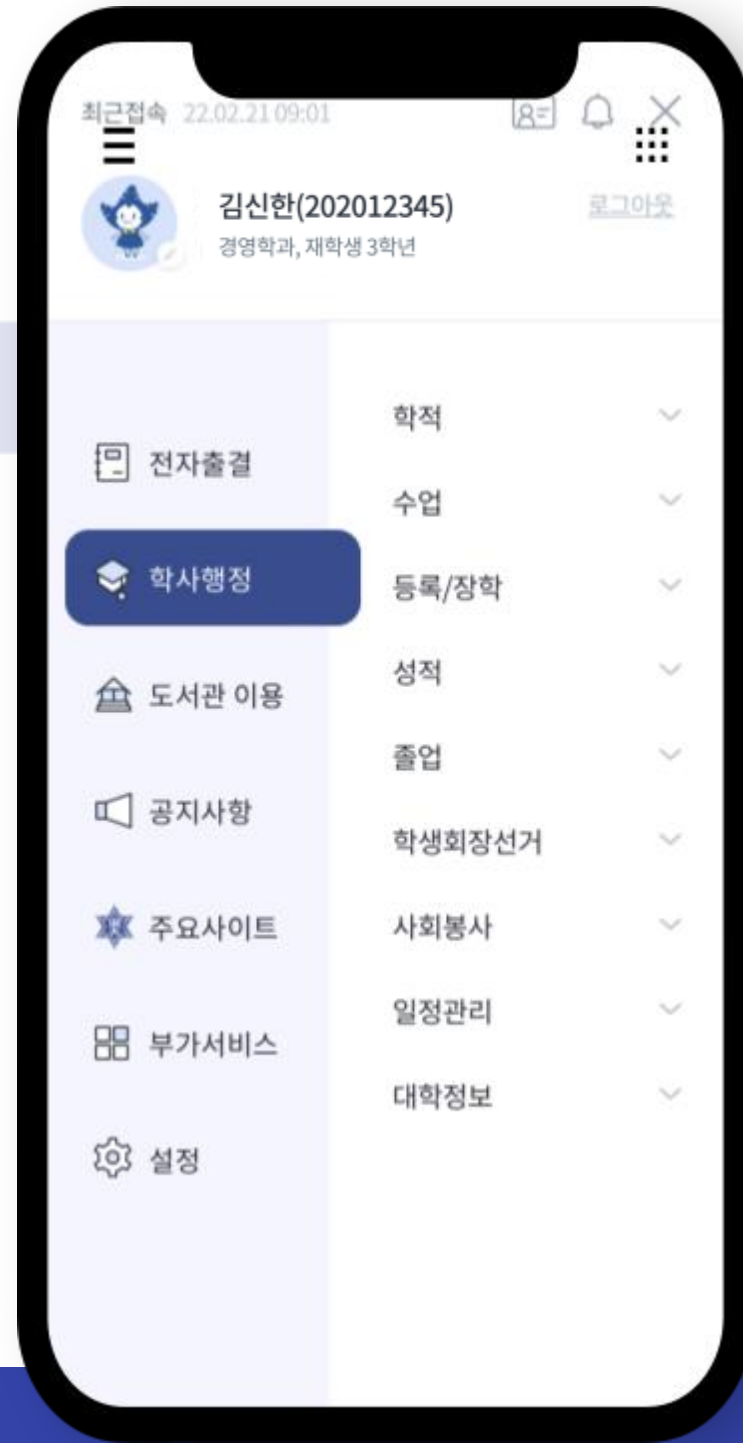 최근접속 22.02.21 09:01
김신한(202012345)
로그아웃
경영학과, 재학생 3학년
전자출결
학사행정
도서관 이용
공지사항
주요사이트
부가서비스
설정
학적
수업
등록/장학
성적
졸업
학생회장선거
사회봉사
일정관리
대학정보